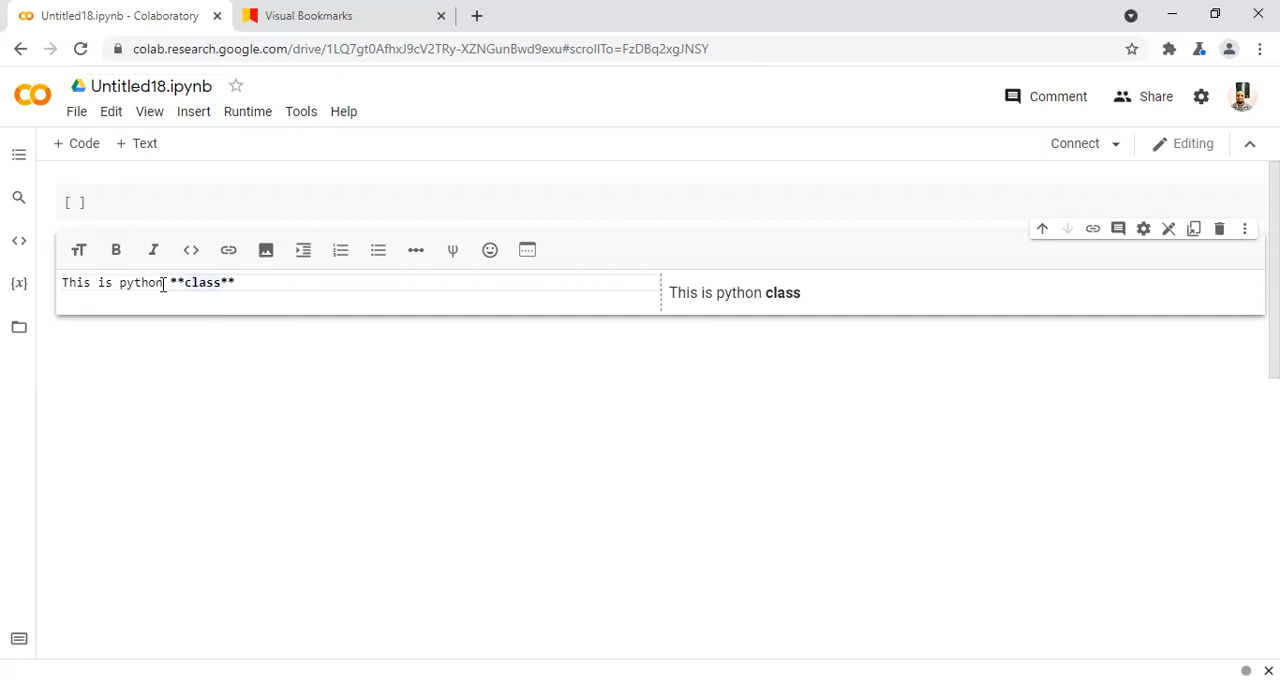 Untitled18.ipynb - Colaboratory
Visual Bookmarks
colab.research.google.com/drive/1LQ7gt0AfhxJ9cV2TRy-XZNGunBwd9exu#scrollTo=FzDBq2xgJNSY
Untitled18.ipynb
Comment
Share
File Edit View Insert Runtime Tools Help
+ Code + Text
Connect
Editing
[ ]
This is python **class**
This is python class